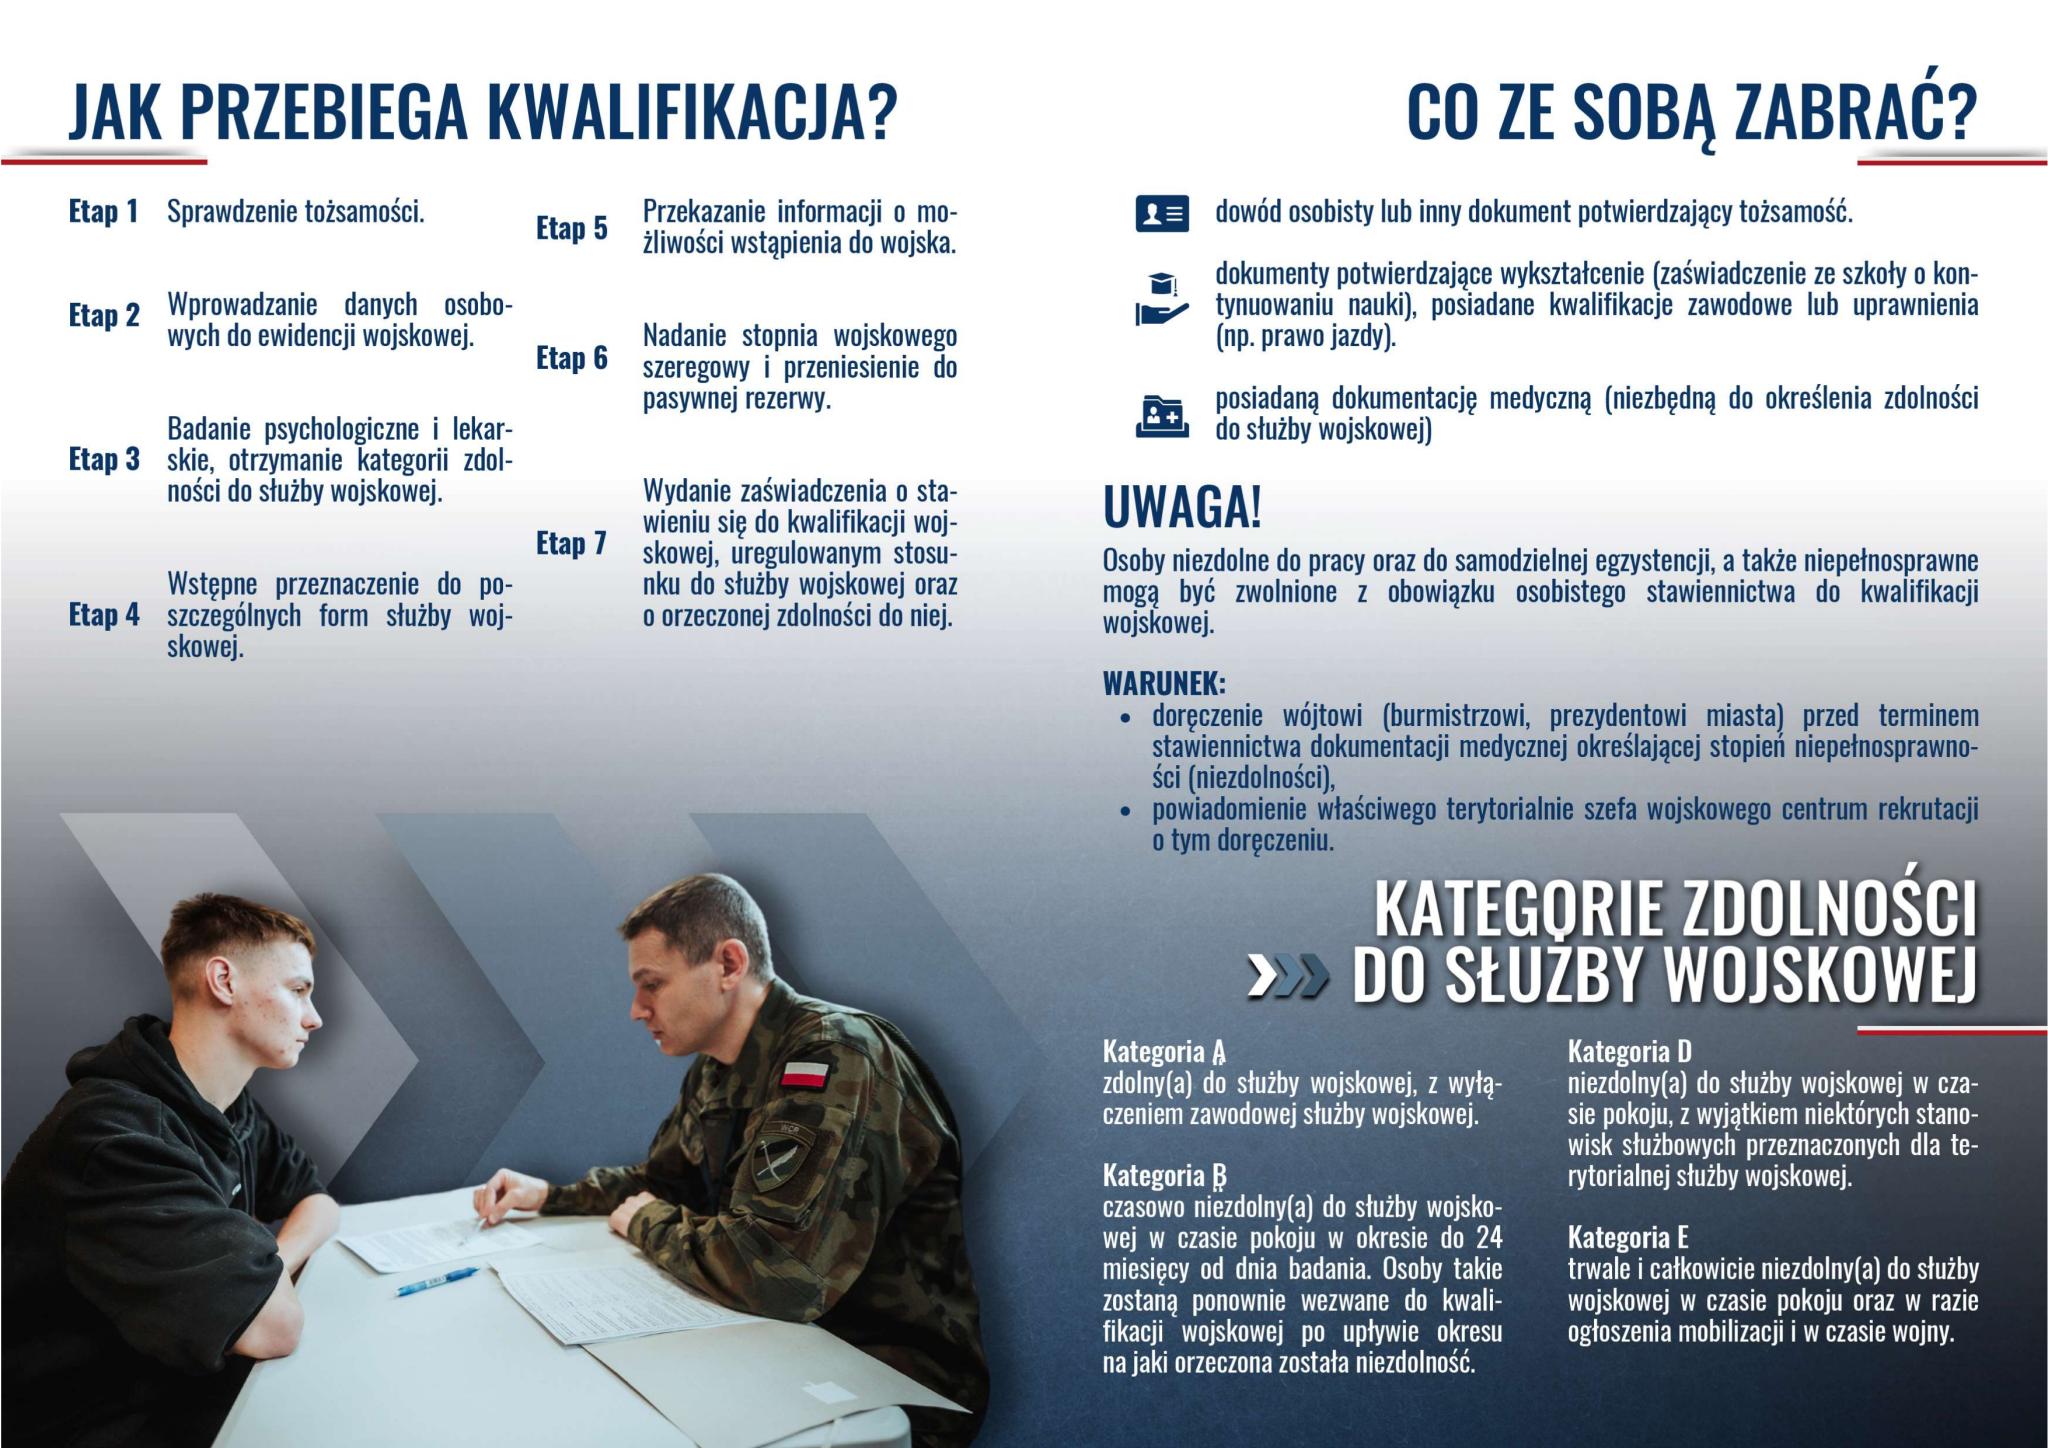 JAK PRZEBIEGA KWALIFIKACJA?
Etap 1
Sprawdzenie tożsamości.
Etap 2
Wprowadzanie danych osobo-
wych do ewidencji wojskowej.
Etap 3
Badanie psychologiczne i lekar-
skie, otrzymanie kategorii zdol-
ności do służby wojskowej.
Etap 4
Wstępne przeznaczenie do po-
szczególnych form służby woj-
skowej.
Etap 5
Przekazanie informacji o mo-
żliwości wstąpienia do wojska.
Etap 6
Nadanie stopnia wojskowego
szeregowy i przeniesienie do
pasywnej rezerwy.
Etap 7
Wydanie zaświadczenia o sta-
wieniu się do kwalifikacji woj-
skowej, uregulowanym stosu-
nku do służby wojskowej oraz
o orzeczonej zdolności do niej.
WCR
CO ZE SOBĄ ZABRAĆ?
dowód osobisty lub inny dokument potwierdzający tożsamość.
dokumenty potwierdzające wykształcenie (zaświadczenie ze szkoły o kon-
tynuowaniu nauki), posiadane kwalifikacje zawodowe lub uprawnienia
(np. prawo jazdy).
posiadaną dokumentację medyczną (niezbędną do określenia zdolności
do służby wojskowej)
UWAGA!
Osoby niezdolne do pracy oraz do samodzielnej egzystencji, a także niepełnosprawne
mogą być zwolnione z obowiązku osobistego stawiennictwa do kwalifikacji
wojskowej.
WARUNEK:
• doręczenie wójtowi (burmistrzowi, prezydentowi miasta) przed terminem
stawiennictwa dokumentacji medycznej określającej stopień niepełnosprawno-
ści (niezdolności),
• powiadomienie właściwego terytorialnie szefa wojskowego centrum rekrutacji
o tym doręczeniu.
KATEGORIE ZDOLNOŚCI
DO SŁUŻBY WOJSKOWEJ
Kategoria A
zdolny(a) do służby wojskowej, z wyłą-
czeniem zawodowej służby wojskowej.
Kategoria B
czasowo niezdolny(a) do służby wojsko-
wej w czasie pokoju w okresie do 24
miesięcy od dnia badania. Osoby takie
zostaną ponownie wezwane do kwali-
fikacji wojskowej po upływie okresu
na jaki orzeczona została niezdolność.
Kategoria D
niezdolny(a) do służby wojskowej w cza-
sie pokoju, z wyjątkiem niektórych stano-
wisk służbowych przeznaczonych dla te-
rytorialnej służby wojskowej.
Kategoria E
trwale i całkowicie niezdolny(a) do służby
wojskowej w czasie pokoju oraz w razie
ogłoszenia mobilizacji i w czasie wojny.